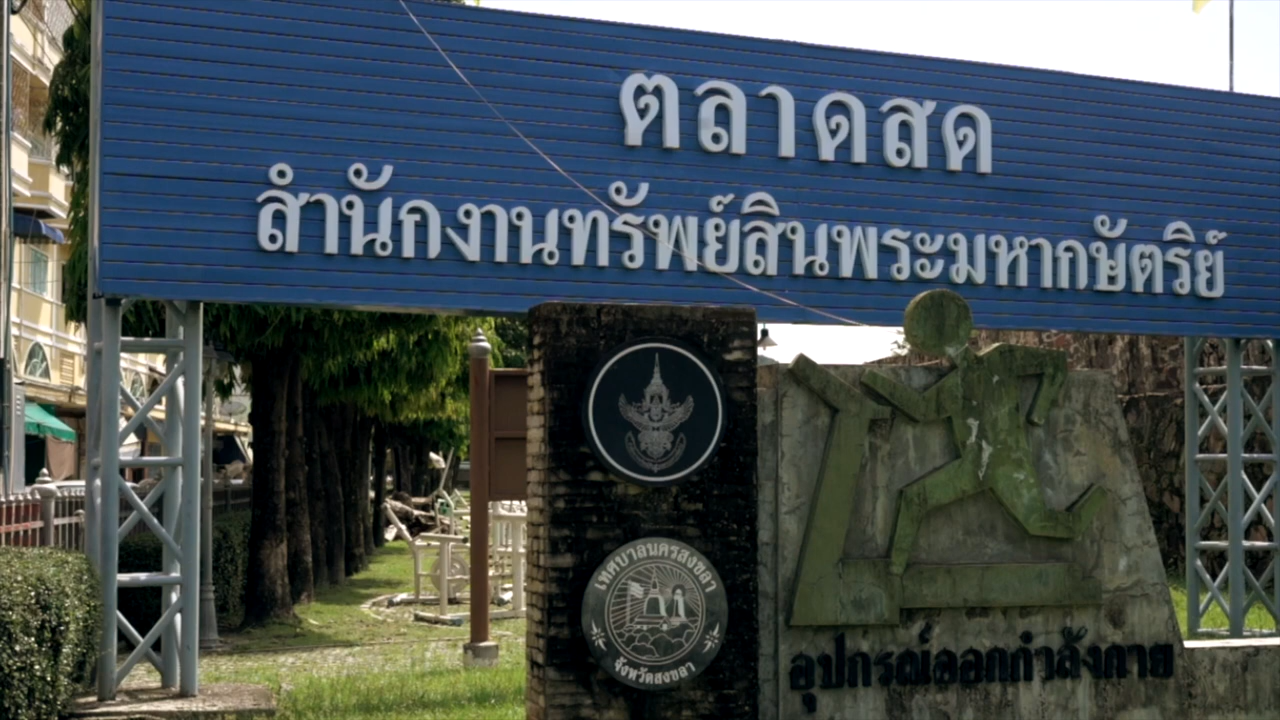 ตลาดสด
สำนักงานทรัพย์สินพระมหากษัตริย์
เทศบาลนครสงขลา
จังหวัดสงขลา
อุปกรณ์ออกกำลังกาย